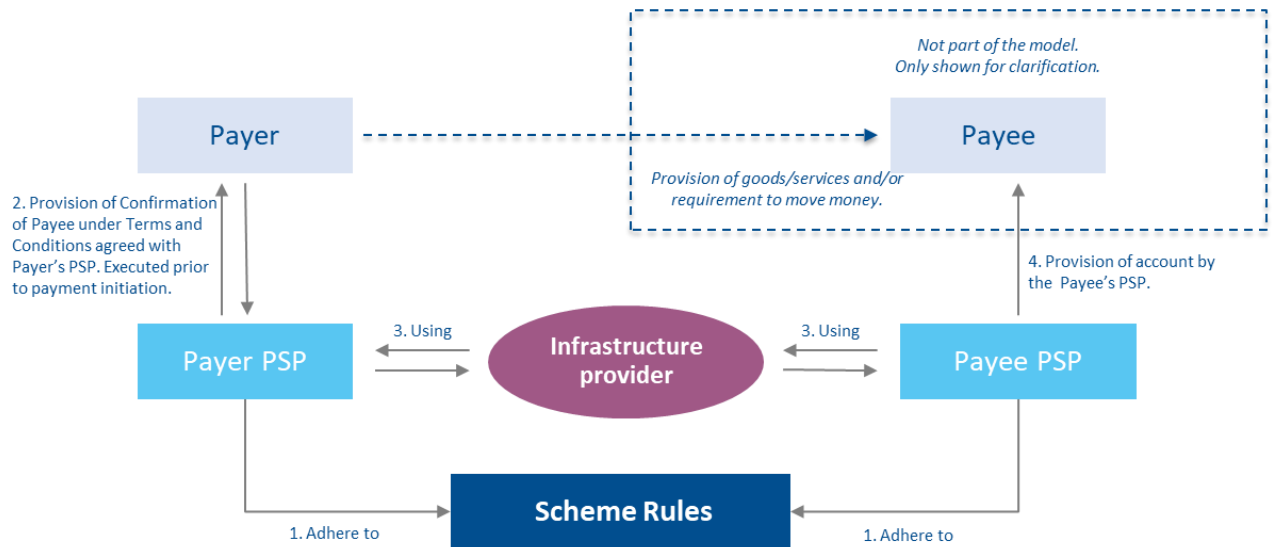 Not part of the model.
Only shown for clarification.
Payer
Payee
Provision of goods/services and/or
requirement to move money.
2. Provision of Confirmation
of Payee under Terms and
Conditions agreed with
Payer’s PSP. Executed prior
to payment initiation.
4. Provision of account by
the Payee’s PSP.
3. Using
3. Using
Payer PSP
Infrastructure
provider
Payee PSP
Scheme Rules
1. Adhere to
1. Adhere to